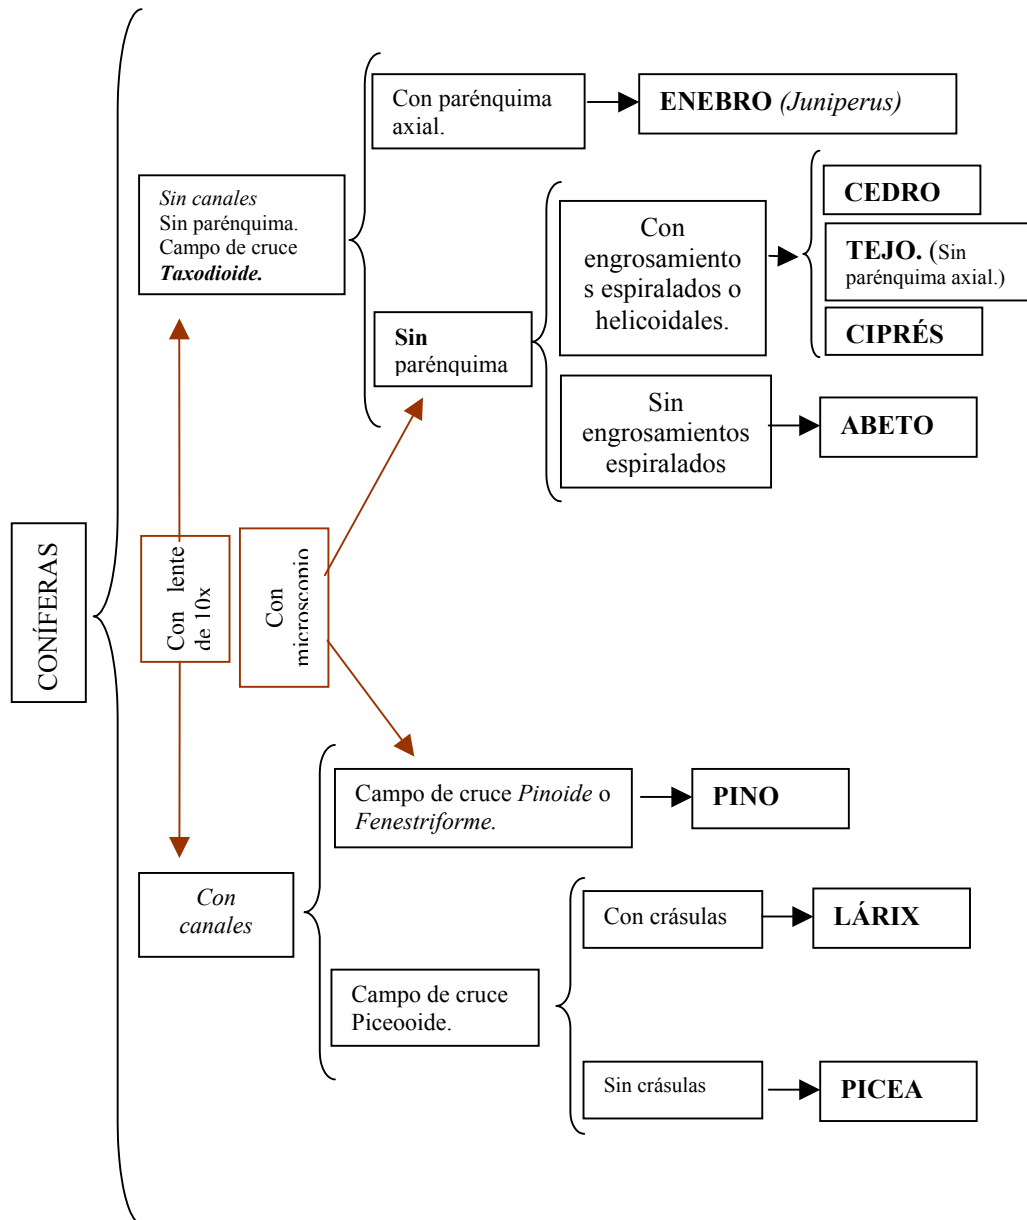 CONÍFERAS
Con lente
de 10x
Con
microscopio
Sin canales
Sin parénquima.
Campo de cruce
Taxodioide.
Con parénquima
axial.
ENEBRO (Juniperus)
Sin
parénquima
Con
engrosamiento
s espiralados o
helicoidales.
CEDRO
TEJO. (Sin
parénquima axial.)
CIPRÉS
Sin
engrosamientos
espiralados
ABETO
Con
canales
Campo de cruce Pinoide o
Fenestriforme.
PINO
Campo de cruce
Piceooide.
Con crásulas
LÁRIX
Sin crásulas
PICEA